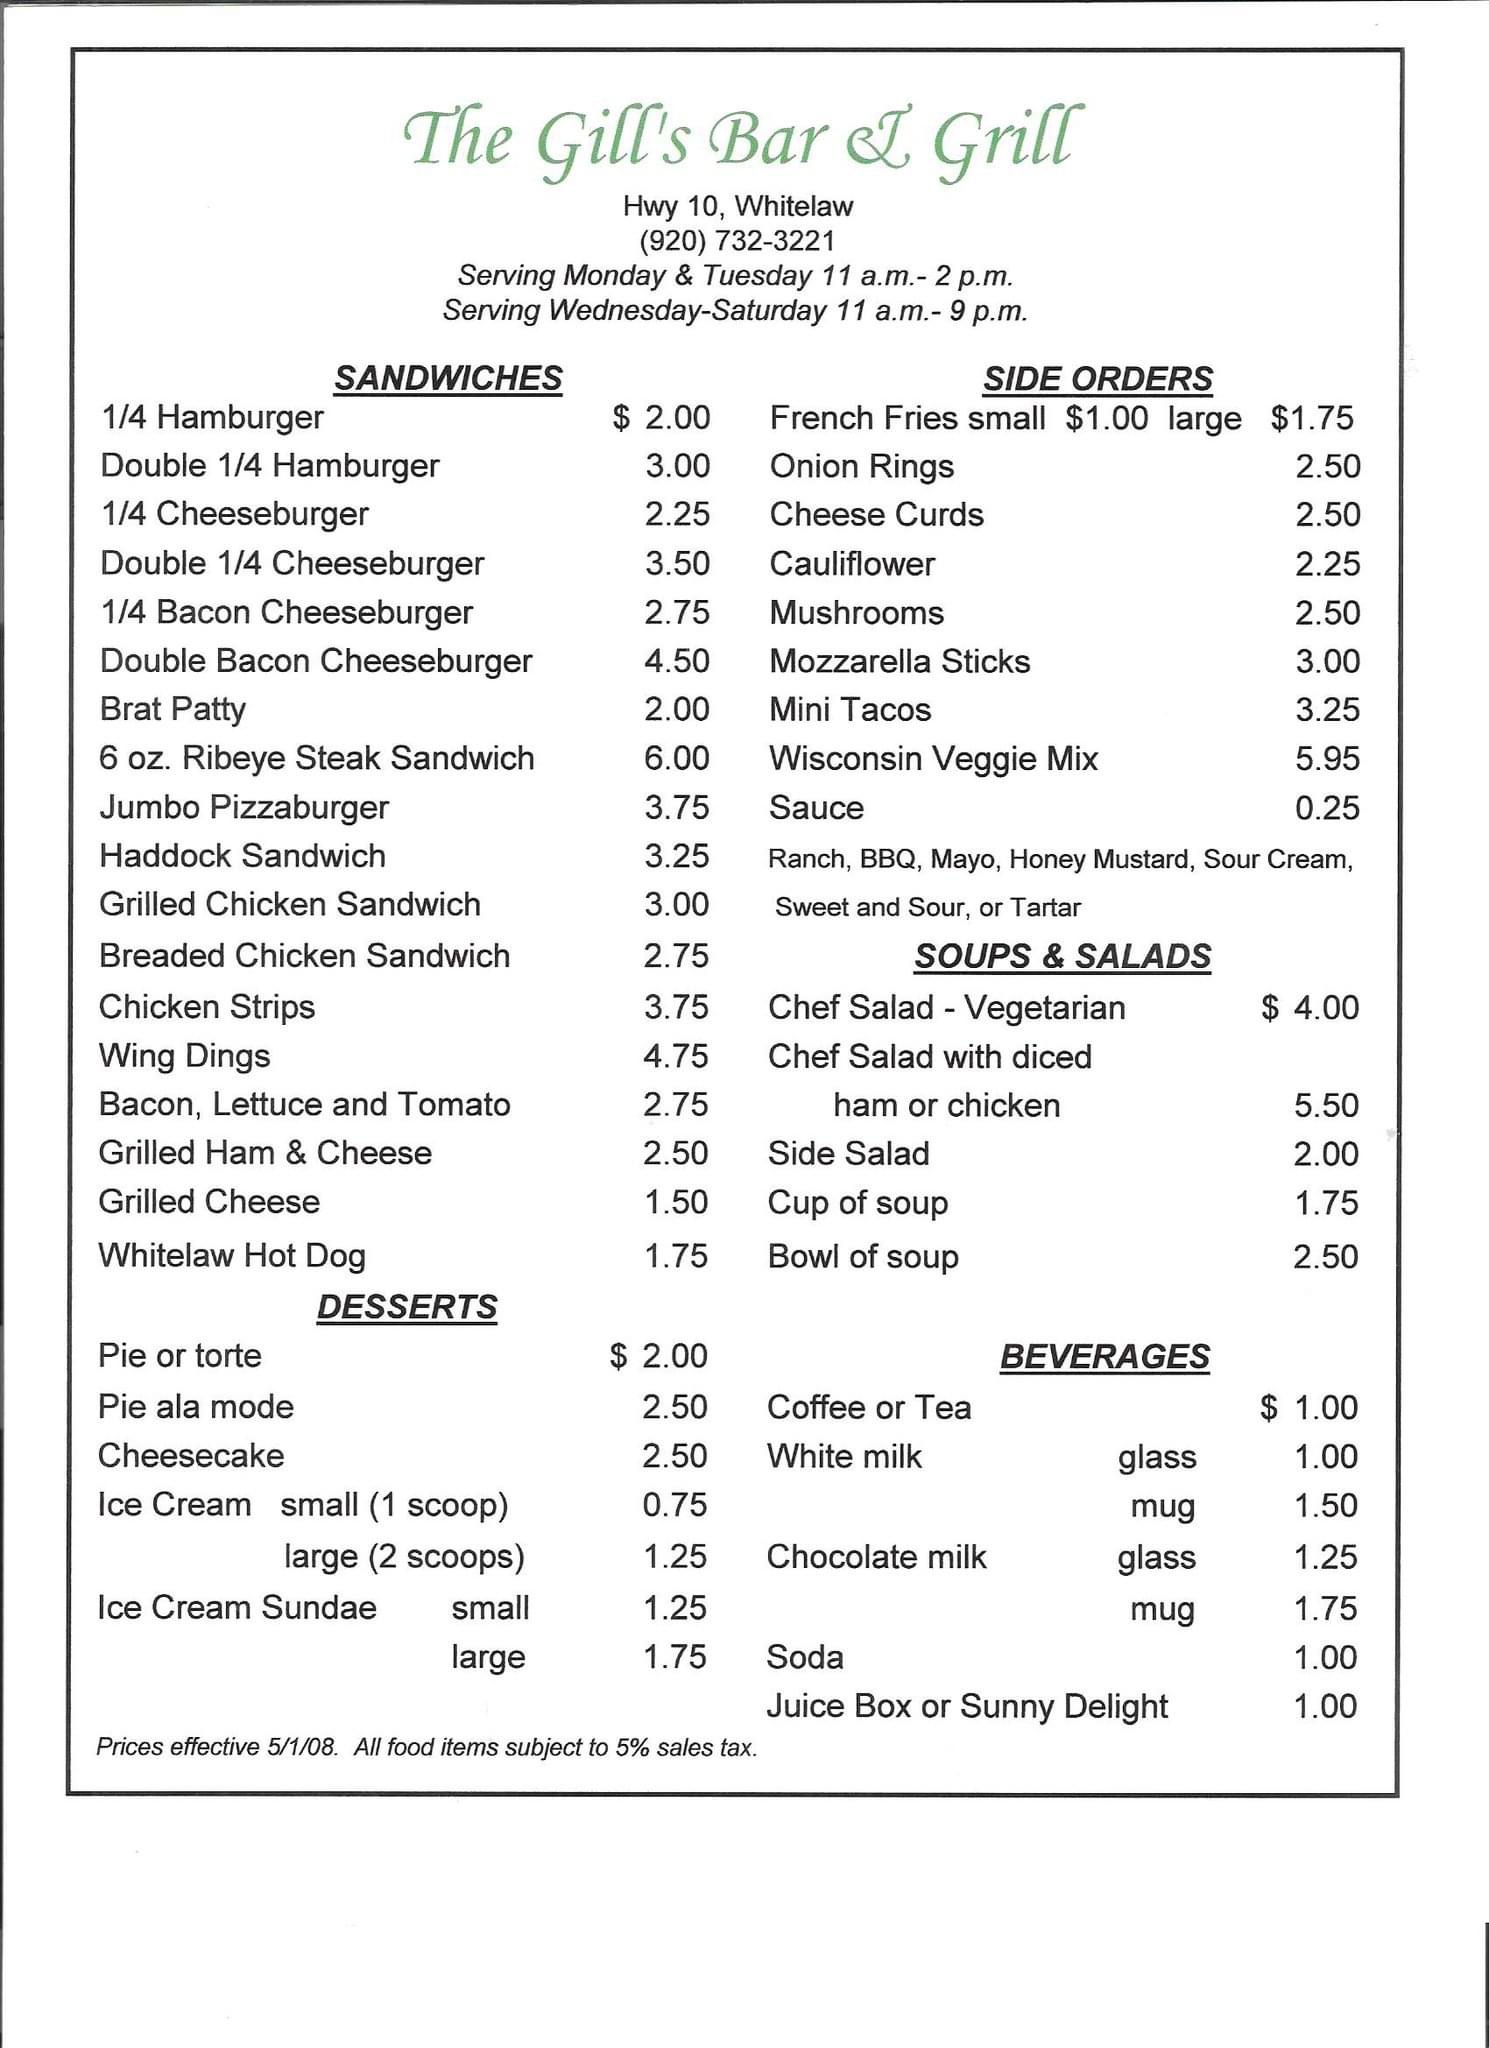 The Gill's Bar & Grill
Hwy 10, Whitelaw
(920) 732-3221
Serving Monday & Tuesday 11 a.m.- 2 p.m.
Serving Wednesday-Saturday 11 a.m.- 9 p.m.
SANDWICHES
1/4 Hamburger $ 2.00
Double 1/4 Hamburger 3.00
1/4 Cheeseburger 2.25
Double 1/4 Cheeseburger 3.50
1/4 Bacon Cheeseburger 2.75
Double Bacon Cheeseburger 4.50
Brat Patty 2.00
6 oz. Ribeye Steak Sandwich 6.00
Jumbo Pizzaburger 3.75
Haddock Sandwich 3.25
Grilled Chicken Sandwich 3.00
Breaded Chicken Sandwich 2.75
Chicken Strips 3.75
Wing Dings 4.75
Bacon, Lettuce and Tomato 2.75
Grilled Ham & Cheese 2.50
Grilled Cheese 1.50
Whitelaw Hot Dog 1.75
DESSERTS
Pie or torte $ 2.00
Pie ala mode 2.50
Cheesecake 2.50
Ice Cream small (1 scoop) 0.75
large (2 scoops) 1.25
Ice Cream Sundae small 1.25
large 1.75
SIDE ORDERS
French Fries small $1.00 large $1.75
Onion Rings 2.50
Cheese Curds 2.50
Cauliflower 2.25
Mushrooms 2.50
Mozzarella Sticks 3.00
Mini Tacos 3.25
Wisconsin Veggie Mix 5.95
Sauce 0.25
Ranch, BBQ, Mayo, Honey Mustard, Sour Cream,
Sweet and Sour, or Tartar
SOUPS & SALADS
Chef Salad - Vegetarian $ 4.00
Chef Salad with diced
ham or chicken 5.50
Side Salad 2.00
Cup of soup 1.75
Bowl of soup 2.50
BEVERAGES
Coffee or Tea $ 1.00
White milk glass 1.00
mug 1.50
Chocolate milk glass 1.25
mug 1.75
Soda 1.00
Juice Box or Sunny Delight 1.00
Prices effective 5/1/08. All food items subject to 5% sales tax.